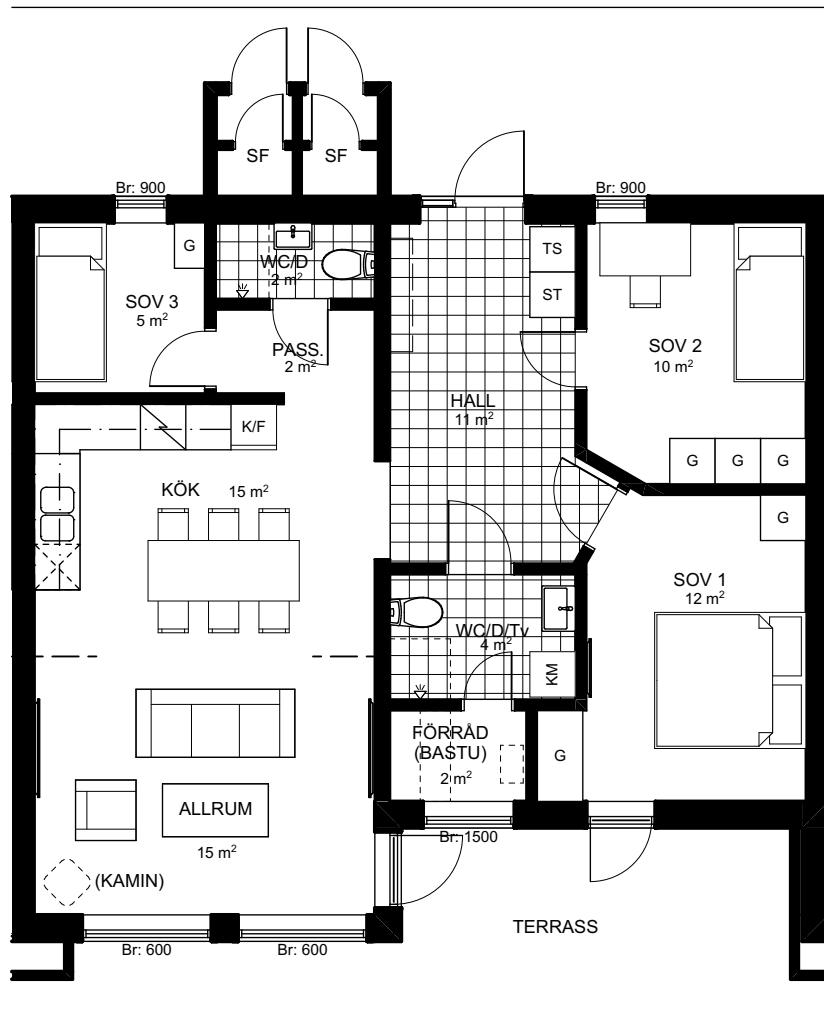 SF
SF
Br: 900
Br: 900
G
WC/D
2 m²
TS
ST
SOV 3
5 m²
PASS.
2 m²
SOV 2
10 m²
HALL
11 m²
K/F
G
G
G
KÖK 15 m²
G
SOV 1
12 m²
WC/D/Tv
4 m²
KM
FÖRRÅD
(BASTU)
2 m²
G
ALLRUM
15 m²
Br: 1500
(KAMIN)
TERRASS
Br: 600
Br: 600